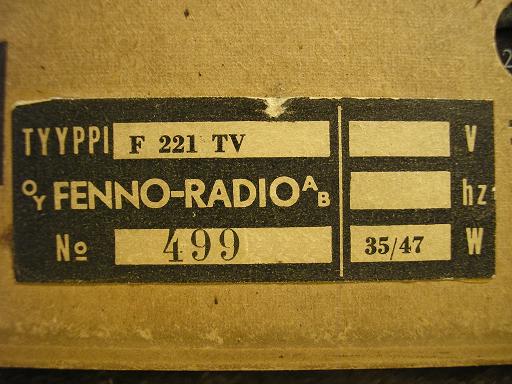 TYYPPI F 221 TV V
OY FENNO-RADIO AB hz
No 499 35/47 W